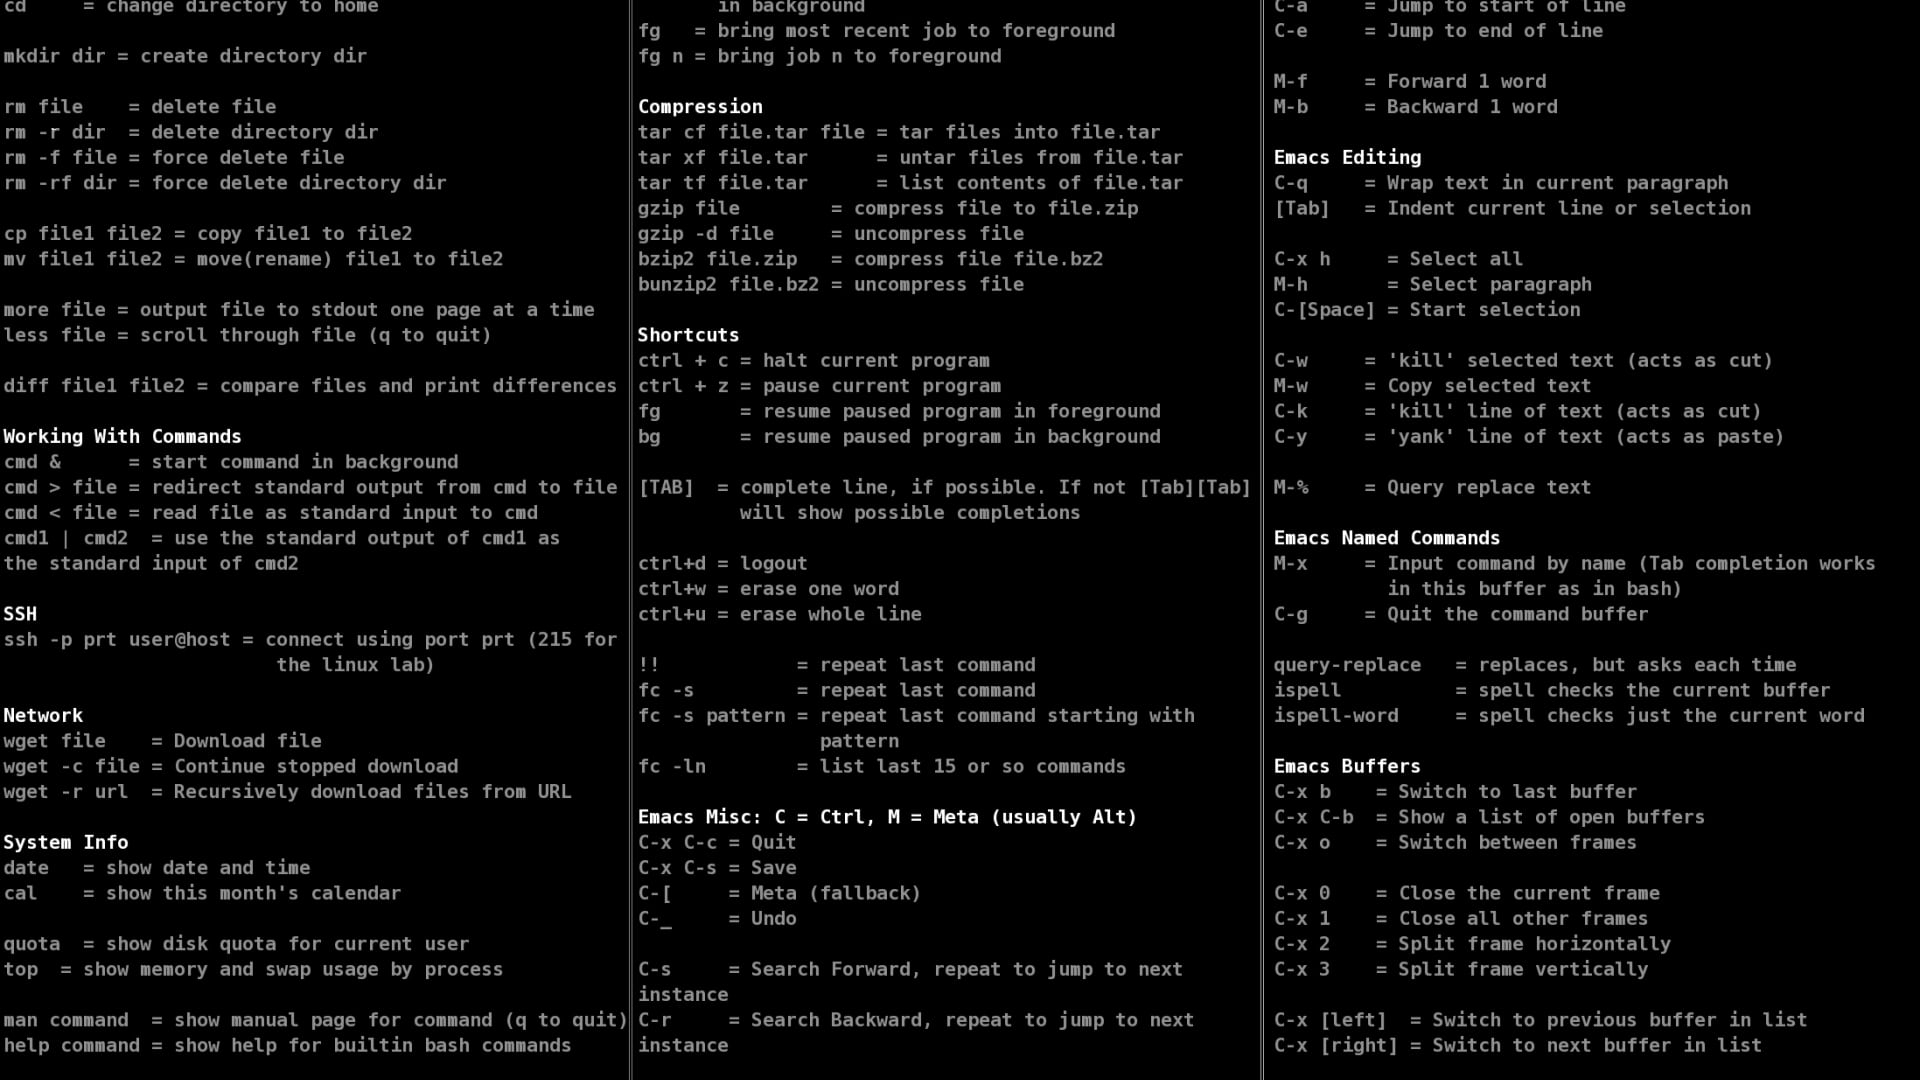 cd     = change directory to home
mkdir dir = create directory dir
rm file    = delete file
rm -r dir  = delete directory dir
rm -f file = force delete file
rm -rf dir = force delete directory dir
cp file1 file2 = copy file1 to file2
mv file1 file2 = move(rename) file1 to file2
more file = output file to stdout one page at a time
less file = scroll through file (q to quit)
diff file1 file2 = compare files and print differences
Working With Commands
cmd &      = start command in background
cmd > file = redirect standard output from cmd to file
cmd < file = read file as standard input to cmd
cmd1 | cmd2  = use the standard output of cmd1 as
the standard input of cmd2
SSH
ssh -p prt user@host = connect using port prt (215 for
the linux lab)
Network
wget file    = Download file
wget -c file = Continue stopped download
wget -r url  = Recursively download files from URL
System Info
date   = show date and time
cal    = show this month's calendar
quota  = show disk quota for current user
top  = show memory and swap usage by process
man command  = show manual page for command (q to quit)
help command = show help for builtin bash commands
in background
fg   = bring most recent job to foreground
fg n = bring job n to foreground
Compression
tar cf file.tar file = tar files into file.tar
tar xf file.tar      = untar files from file.tar
tar tf file.tar      = list contents of file.tar
gzip file        = compress file to file.zip
gzip -d file     = uncompress file
bzip2 file.zip   = compress file file.bz2
bunzip2 file.bz2 = uncompress file
Shortcuts
ctrl + c = halt current program
ctrl + z = pause current program
fg       = resume paused program in foreground
bg       = resume paused program in background
[TAB]  = complete line, if possible. If not [Tab][Tab]
will show possible completions
ctrl+d = logout
ctrl+w = erase one word
ctrl+u = erase whole line
!!            = repeat last command
fc -s         = repeat last command
fc -s pattern = repeat last command starting with
pattern
fc -ln        = list last 15 or so commands
Emacs Misc: C = Ctrl, M = Meta (usually Alt)
C-x C-c = Quit
C-x C-s = Save
C-[     = Meta (fallback)
C-_     = Undo
C-s     = Search Forward, repeat to jump to next
instance
C-r     = Search Backward, repeat to jump to next
instance
C-a     = Jump to start of line
C-e     = Jump to end of line
M-f     = Forward 1 word
M-b     = Backward 1 word
Emacs Editing
C-q     = Wrap text in current paragraph
[Tab]   = Indent current line or selection
C-x h     = Select all
M-h       = Select paragraph
C-[Space] = Start selection
C-w     = 'kill' selected text (acts as cut)
M-w     = Copy selected text
C-k     = 'kill' line of text (acts as cut)
C-y     = 'yank' line of text (acts as paste)
M-%     = Query replace text
Emacs Named Commands
M-x     = Input command by name (Tab completion works
in this buffer as in bash)
C-g     = Quit the command buffer
query-replace   = replaces, but asks each time
ispell          = spell checks the current buffer
ispell-word     = spell checks just the current word
Emacs Buffers
C-x b    = Switch to last buffer
C-x C-b  = Show a list of open buffers
C-x o    = Switch between frames
C-x 0    = Close the current frame
C-x 1    = Close all other frames
C-x 2    = Split frame horizontally
C-x 3    = Split frame vertically
C-x [left]  = Switch to previous buffer in list
C-x [right] = Switch to next buffer in list